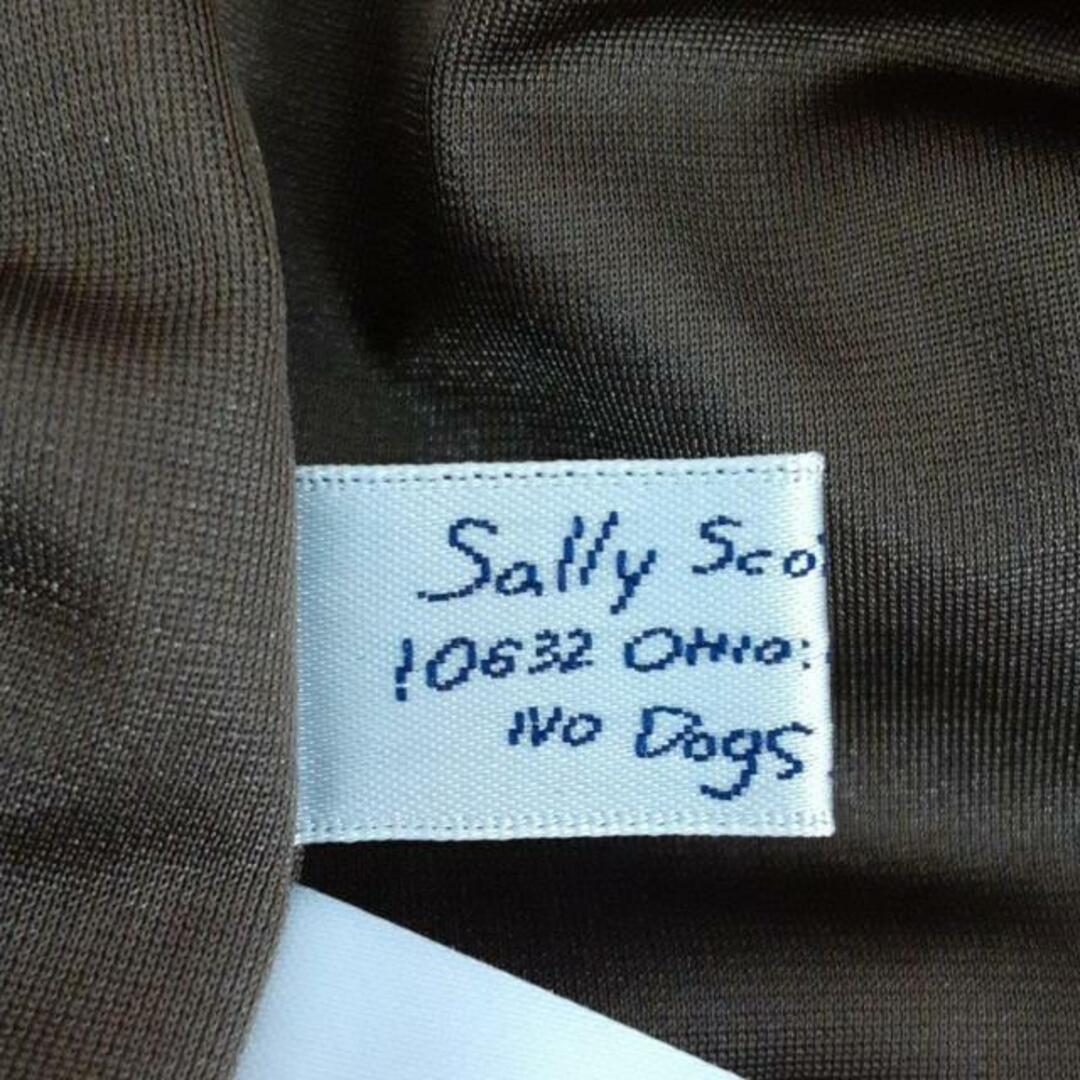 Sally Sco
10632 Ohio:
No Dogs